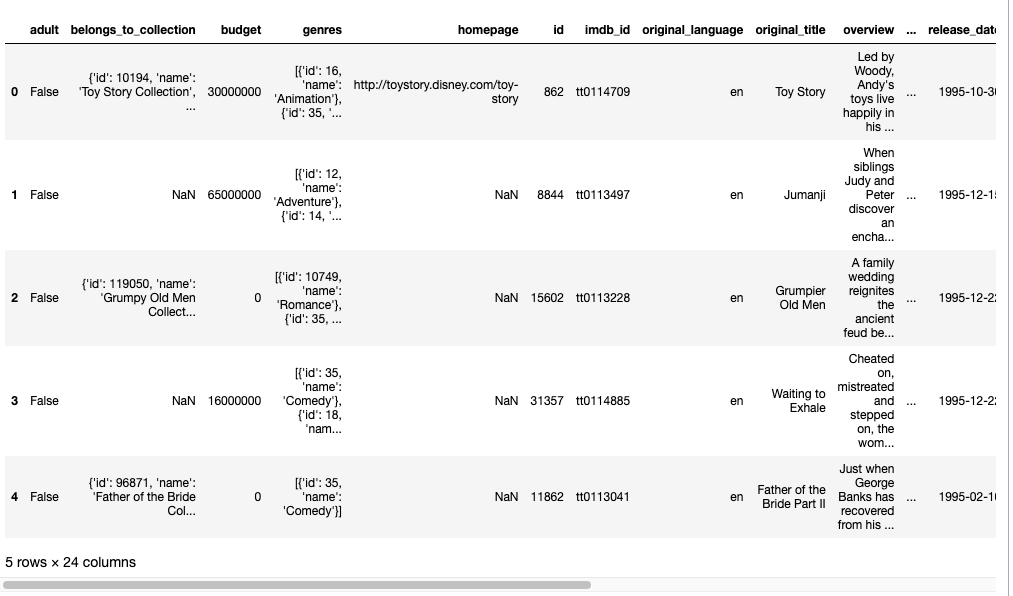 adult belongs_to_collection budget genres homepage id imdb_id original_language original_title overview ... release_date
0 False {'id': 10194, 'name': 'Toy Story Collection', ... 30000000 [{'id': 16, 'name': 'Animation'}, {'id': 35, '... http://toystory.disney.com/toy-story 862 tt0114709 en Toy Story Led by Woody, Andy's toys live happily in his ... ... 1995-10-30
1 False NaN 65000000 [{'id': 12, 'name': 'Adventure'}, {'id': 14, '... NaN 8844 tt0113497 en Jumanji When siblings Judy and Peter discover an encha... ... 1995-12-15
2 False {'id': 119050, 'name': 'Grumpy Old Men Collect... 0 [{'id': 10749, 'name': 'Romance'}, {'id': 35, ... NaN 15602 tt0113228 en Grumpier Old Men A family wedding reignites the ancient feud be... ... 1995-12-22
3 False NaN 16000000 [{'id': 35, 'name': 'Comedy'}, {'id': 18, 'nam... NaN 31357 tt0114885 en Waiting to Exhale Cheated on, mistreated and stepped on, the wom... ... 1995-12-22
4 False {'id': 96871, 'name': 'Father of the Bride Col... 0 [{'id': 35, 'name': 'Comedy'}] NaN 11862 tt0113041 en Father of the Bride Part II Just when George Banks has recovered from his ... ... 1995-02-10
5 rows × 24 columns